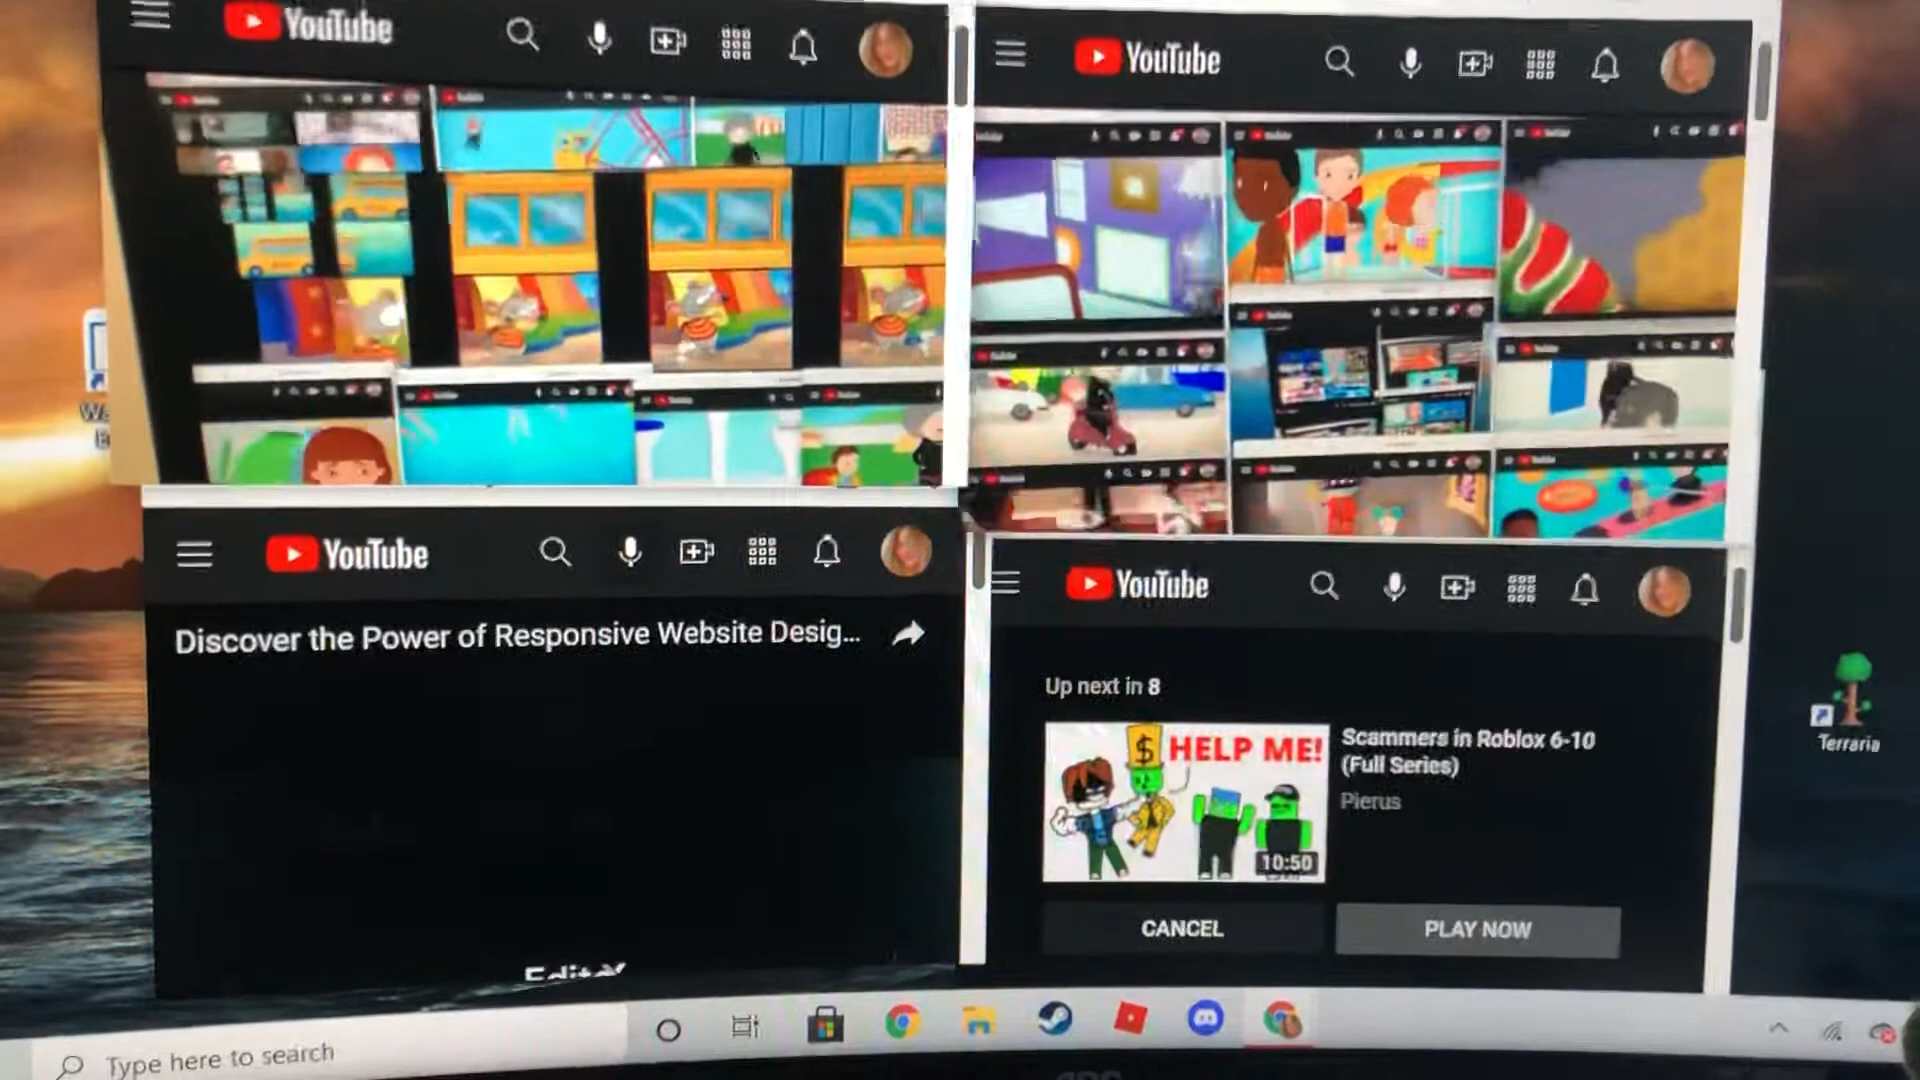 YouTube
YouTube
YouTube
Discover the Power of Responsive Website Desig...
YouTube
Up next in 8
$ HELP ME!
10:50
Scammers in Roblox 6-10
(Full Series)
Pierus
CANCEL
PLAY NOW
Terraria
Type here to search